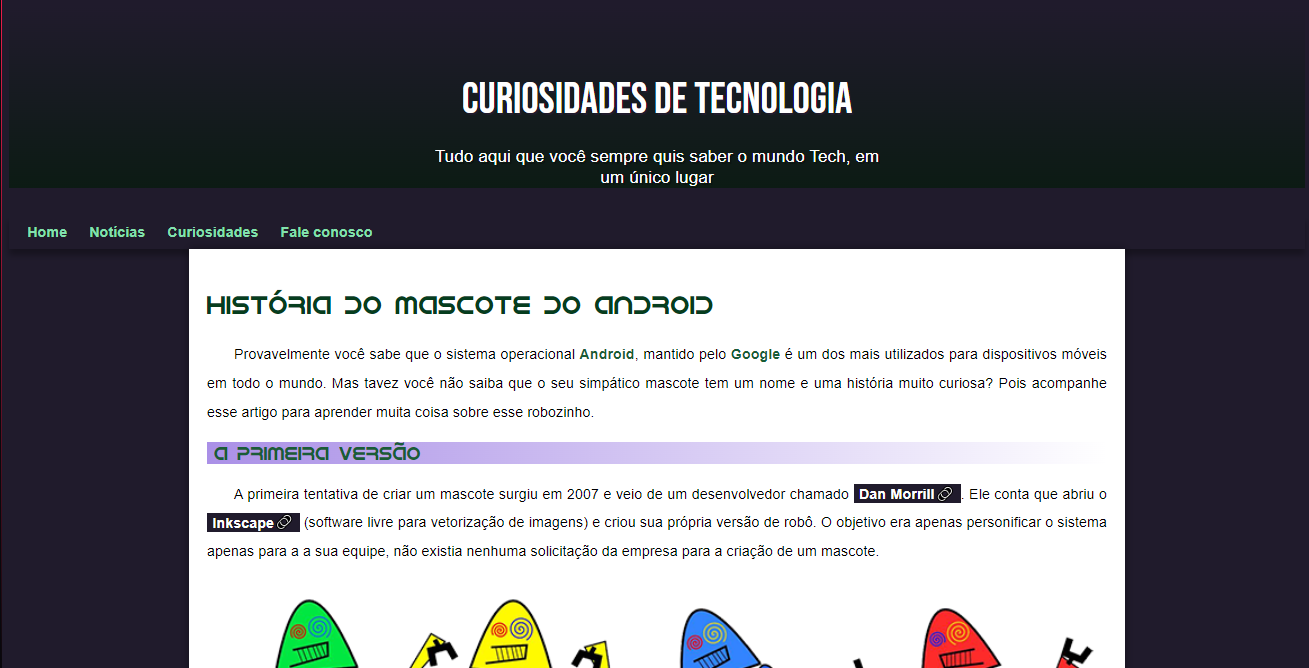 CURIOSIDADES DE TECNOLOGIA
Tudo aqui que você sempre quis saber o mundo Tech, em
um único lugar
Home Notícias Curiosidades Fale conosco
HISTÓRIA DO MASCOTE DO ANDROID
Provavelmente você sabe que o sistema operacional Android, mantido pelo Google é um dos mais utilizados para dispositivos móveis
em todo o mundo. Mas tavez você não saiba que o seu simpático mascote tem um nome e uma história muito curiosa? Pois acompanhe
esse artigo para aprender muita coisa sobre esse robozinho.
A PRIMEIRA VERSÃO
A primeira tentativa de criar um mascote surgiu em 2007 e veio de um desenvolvedor chamado Dan Morrill. Ele conta que abriu o
Inkscape (software livre para vetorização de imagens) e criou sua própria versão de robô. O objetivo era apenas personificar o sistema
apenas para a a sua equipe, não existia nenhuma solicitação da empresa para a criação de um mascote.